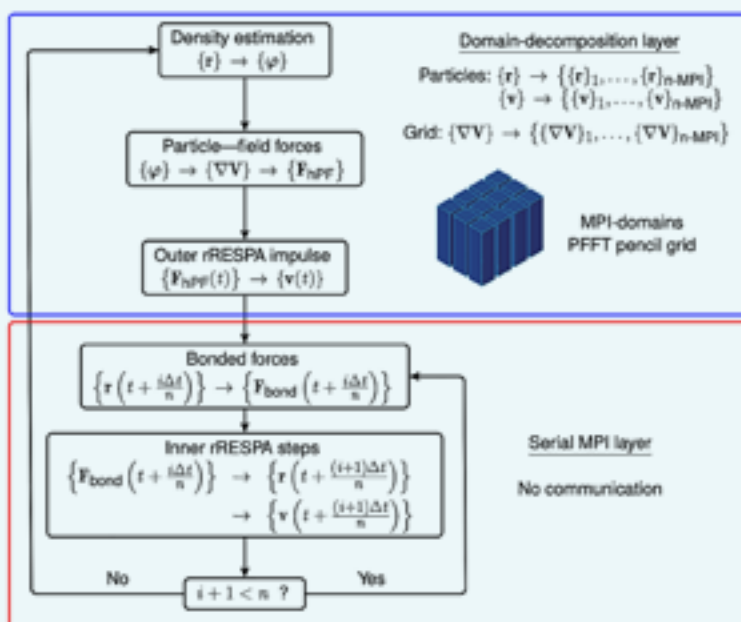 Density estimation
{r} → {φ}
Particle—field forces
{φ} → {∇V} → {F_hPF}
Outer rRESPA impulse
{F_hPF(t)} → {v(t)}
Domain-decomposition layer
Particles: {r} → {{r}_1, . . . , {r}_n-MPI}
{v} → {{v}_1, . . . , {v}_n-MPI}
Grid: {∇V} → {{∇V}_1, . . . , {∇V}_n-MPI}
MPI-domains
PFFT pencil grid
Bonded forces
{r (t + iΔt/n)} → {F_bond (t + iΔt/n)}
Inner rRESPA steps
{F_bond (t + iΔt/n)} → {r (t + (i+1)Δt/n)}
→ {v (t + (i+1)Δt/n)}
No
i + 1 < n ?
Yes
Serial MPI layer
No communication